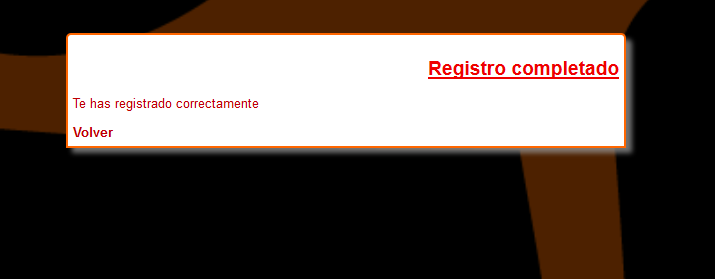 Registro completado
Te has registrado correctamente
Volver